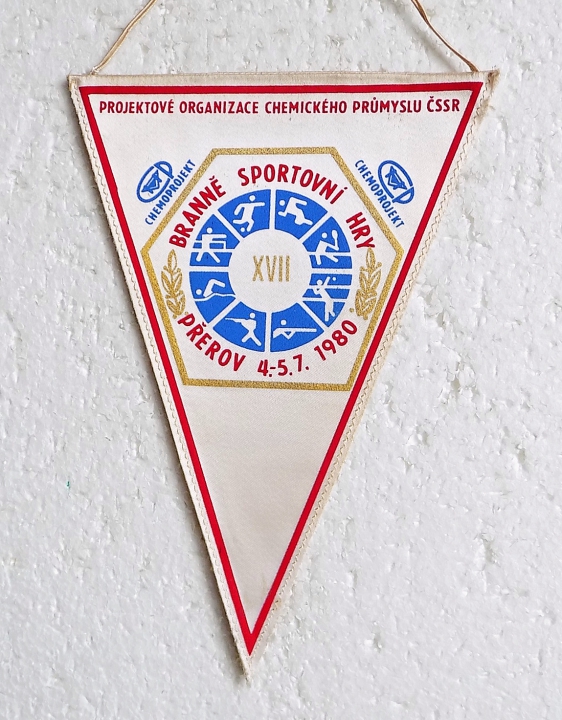 PROJEKTOVÉ ORGANIZACE CHEMICKÉHO PRŮMYSLU ČSSR
CHEMOPROJEKT
CHEMOPROJEKT
BRANNĚ SPORTOVNÍ HRY
XVII
PŘEROV 4.-5.7. 1980